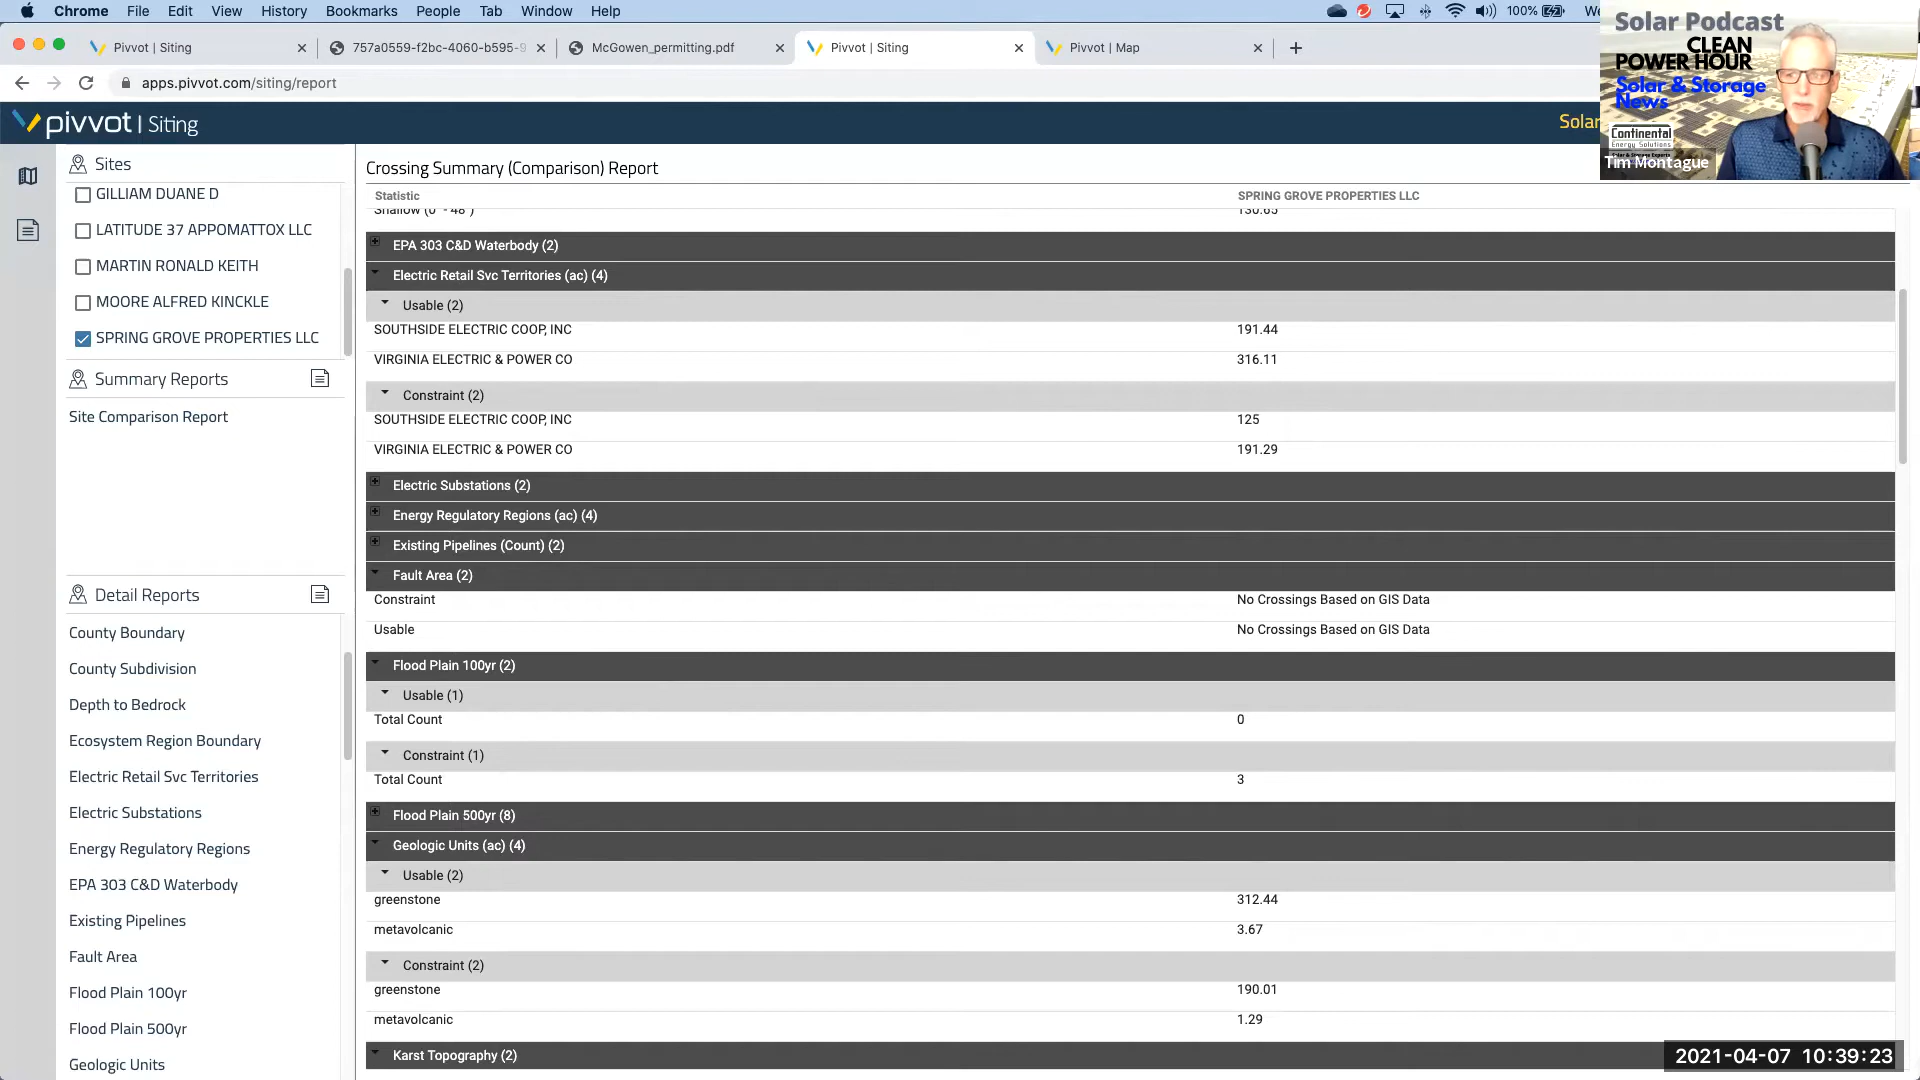 Chrome File Edit View History Bookmarks People Tab Window Help 100% We
Pivvot | Siting
757a0559-f2bc-4060-b595-9
McGowen_permitting.pdf
Pivvot | Siting
Pivvot | Map
apps.pivvot.com/siting/report
pivvot | Siting
Solar
Solar Podcast
CLEAN
POWER HOUR
Solar & Storage
News
Continental
Energy Solutions
Tim Montague
Sites
GILLIAM DUANE D
LATITUDE 37 APPOMATTOX LLC
MARTIN RONALD KEITH
MOORE ALFRED KINCKLE
SPRING GROVE PROPERTIES LLC
Summary Reports
Site Comparison Report
Detail Reports
County Boundary
County Subdivision
Depth to Bedrock
Ecosystem Region Boundary
Electric Retail Svc Territories
Electric Substations
Energy Regulatory Regions
EPA 303 C&D Waterbody
Existing Pipelines
Fault Area
Flood Plain 100yr
Flood Plain 500yr
Geologic Units
Crossing Summary (Comparison) Report
Statistic SPRING GROVE PROPERTIES LLC
Shallow (0" - 48") 130.65
EPA 303 C&D Waterbody (2)
Electric Retail Svc Territories (ac) (4)
Usable (2)
SOUTHSIDE ELECTRIC COOP, INC 191.44
VIRGINIA ELECTRIC & POWER CO 316.11
Constraint (2)
SOUTHSIDE ELECTRIC COOP, INC 125
VIRGINIA ELECTRIC & POWER CO 191.29
Electric Substations (2)
Energy Regulatory Regions (ac) (4)
Existing Pipelines (Count) (2)
Fault Area (2)
Constraint No Crossings Based on GIS Data
Usable No Crossings Based on GIS Data
Flood Plain 100yr (2)
Usable (1)
Total Count 0
Constraint (1)
Total Count 3
Flood Plain 500yr (8)
Geologic Units (ac) (4)
Usable (2)
greenstone 312.44
metavolcanic 3.67
Constraint (2)
greenstone 190.01
metavolcanic 1.29
Karst Topography (2)
2021-04-07 10:39:23